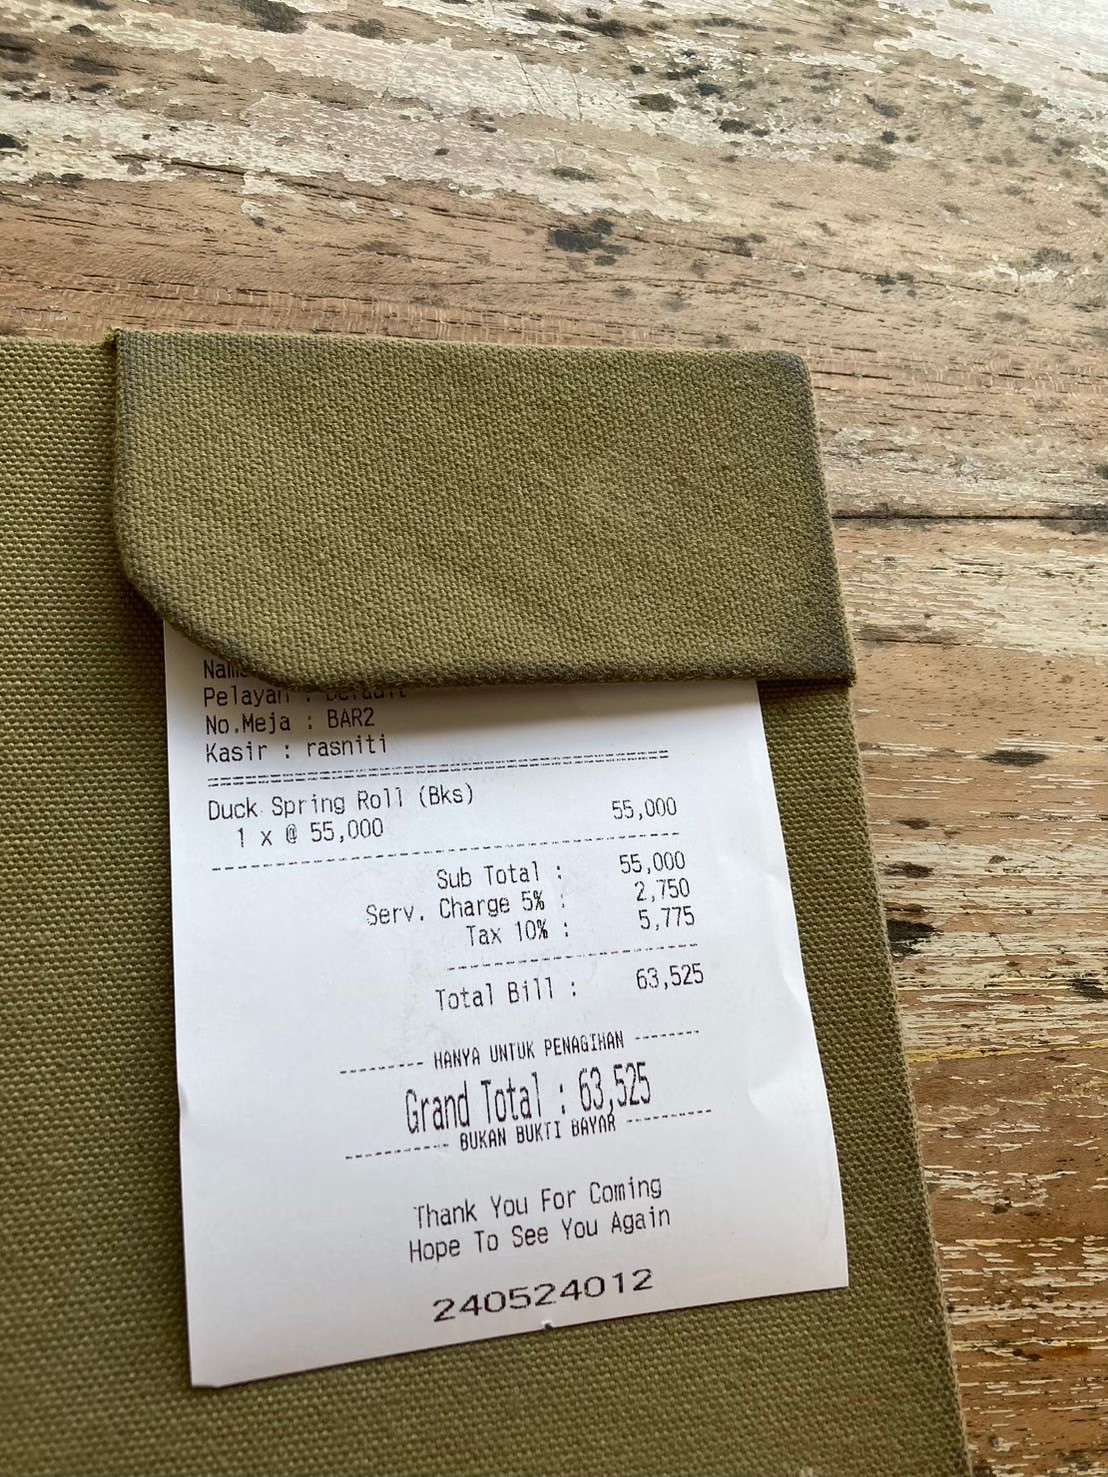 Pelayan : Default
No.Meja : BAR2
Kasir : rasniti
Duck Spring Roll (Bks)
1 x @ 55,000 55,000
Sub Total : 55,000
Serv. Charge 5% : 2,750
Tax 10% : 5,775
Total Bill : 63,525
-------- HANYA UNTUK PENAGIHAN --------
Grand Total : 63,525
---------- BUKAN BUKTI BAYAR ----------
Thank You For Coming
Hope To See You Again
240524012